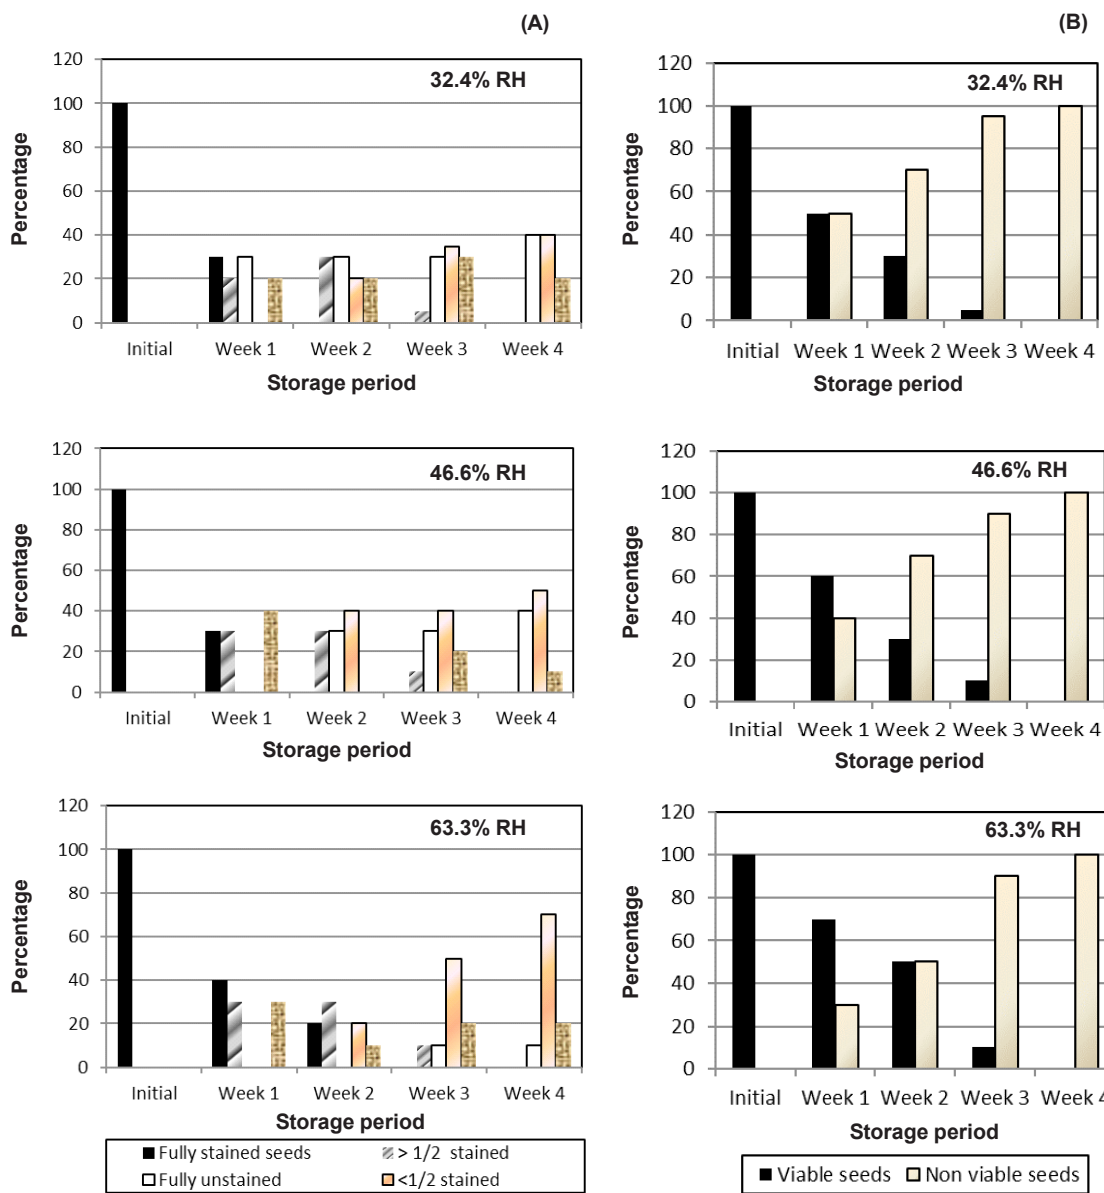 (A)
120
100
80
60
40
20
0
Percentage
32.4% RH
Initial Week 1 Week 2 Week 3 Week 4
Storage period
120
100
80
60
40
20
0
Percentage
46.6% RH
Initial Week 1 Week 2 Week 3 Week 4
Storage period
120
100
80
60
40
20
0
Percentage
63.3% RH
Initial Week 1 Week 2 Week 3 Week 4
Storage period
Fully stained seeds > 1/2 stained
Fully unstained <1/2 stained
(B)
120
100
80
60
40
20
0
Percentage
32.4% RH
Initial Week 1 Week 2 Week 3 Week 4
Storage period
120
100
80
60
40
20
0
Percentage
46.6% RH
Initial Week 1 Week 2 Week 3 Week 4
Storage period
120
100
80
60
40
20
0
Percentage
63.3% RH
Initial Week 1 Week 2 Week 3 Week 4
Storage period
Viable seeds Non viable seeds